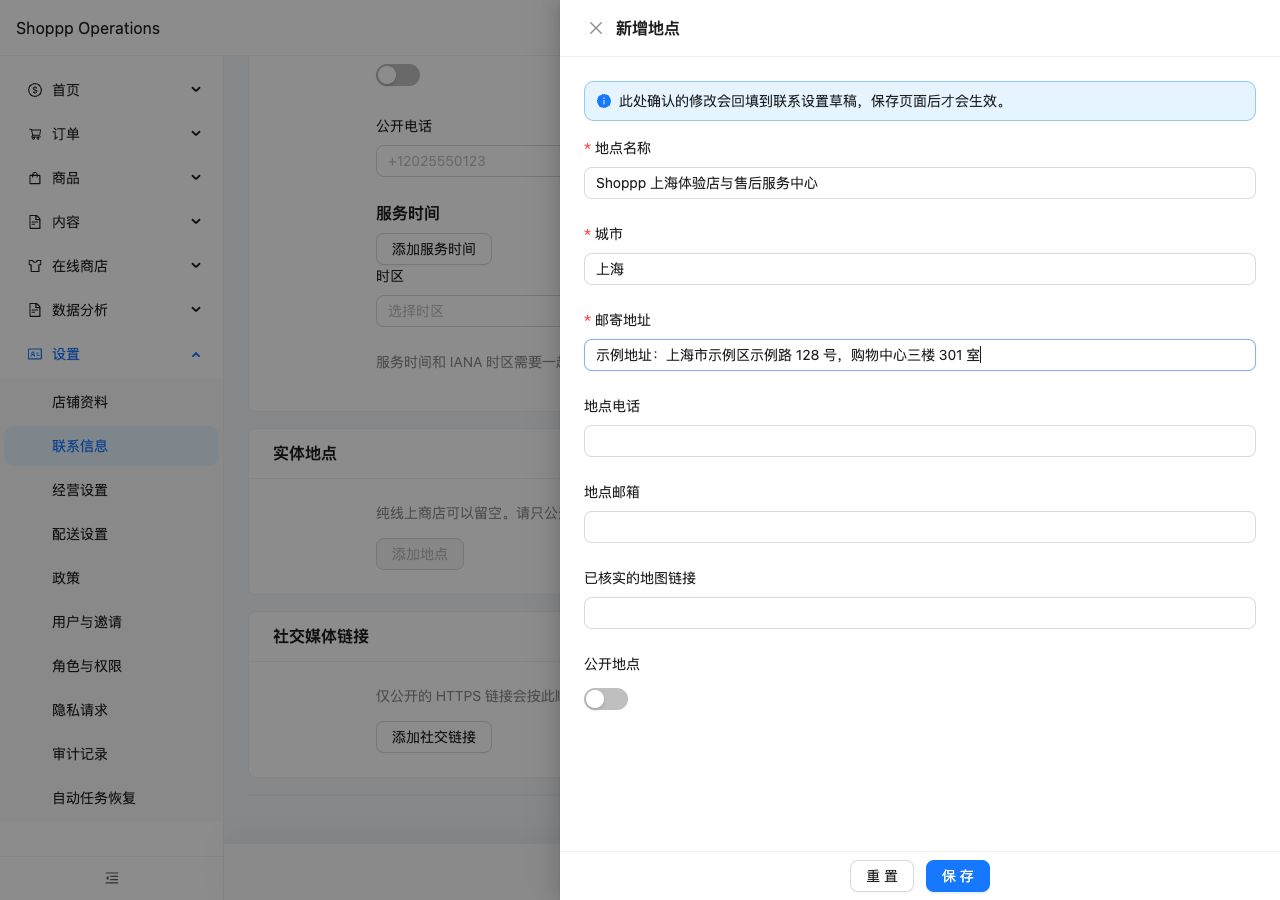 Shoppp Operations
首页
订单
商品
内容
在线商店
数据分析
设置
店铺资料
联系信息
经营设置
配送设置
政策
用户与邀请
角色与权限
隐私请求
审计记录
自动任务恢复
公开电话
+12025550123
服务时间
添加服务时间
时区
选择时区
服务时间和 IANA 时区需要一
实体地点
纯线上商店可以留空。请只公
添加地点
社交媒体链接
仅公开的 HTTPS 链接会按此
添加社交链接
新增地点
此处确认的修改会回填到联系设置草稿，保存页面后才会生效。
* 地点名称
Shoppp 上海体验店与售后服务中心
* 城市
上海
* 邮寄地址
示例地址：上海市示例区示例路 128 号，购物中心三楼 301 室
地点电话
地点邮箱
已核实的地图链接
公开地点
重 置
保 存